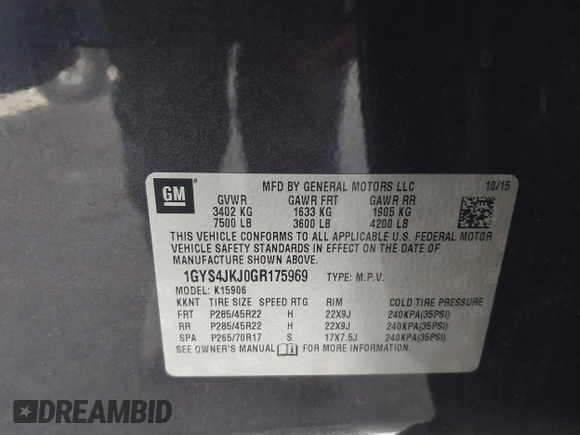 GM
MFD BY GENERAL MOTORS LLC 10/15
GVWR GAWR FRT GAWR RR
3402 KG 1633 KG 1905 KG
7500 LB 3600 LB 4200 LB
THIS VEHICLE CONFORMS TO ALL APPLICABLE U.S. FEDERAL MOTOR
VEHICLE SAFETY STANDARDS IN EFFECT ON THE DATE OF
MANUFACTURE SHOWN ABOVE.
1GYS4JKJ0GR175969 TYPE: M.P.V.
MODEL: K15906
KKNT TIRE SIZE SPEED RTG RIM COLD TIRE PRESSURE
FRT P285/45R22 H 22X9J 240KPA(35PSI)
RR P285/45R22 H 22X9J 240KPA(35PSI)
SPA P265/70R17 S 17X7.5J 240KPA(35PSI)
SEE OWNER'S MANUAL FOR MORE INFORMATION.
DREAMBID